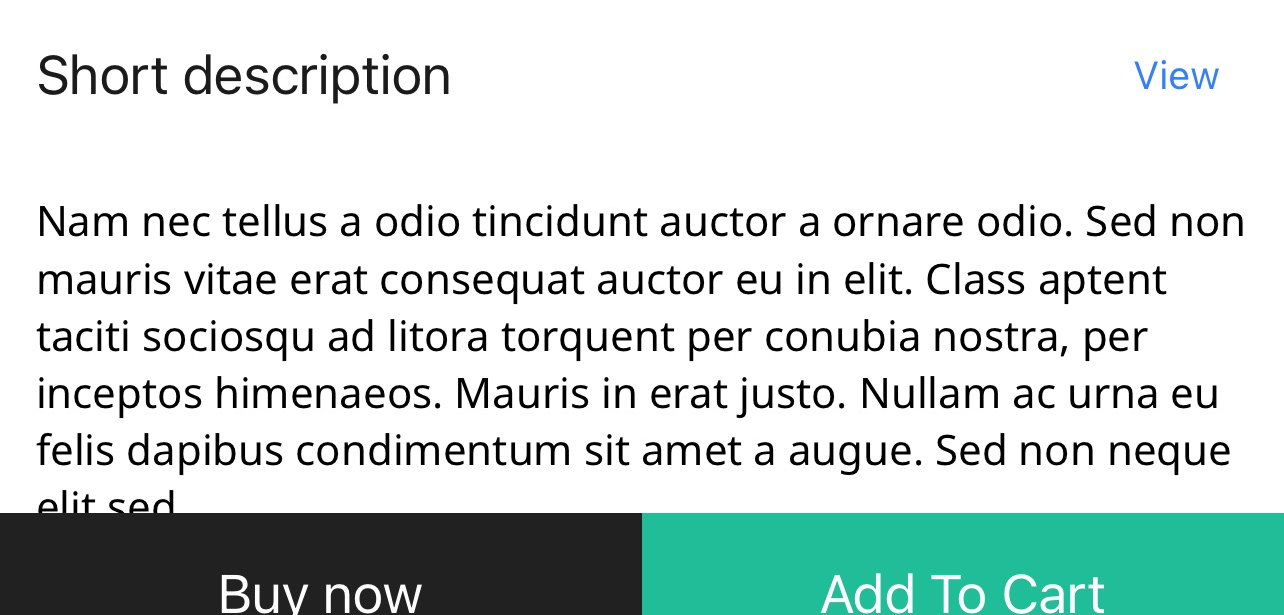 Short description
View
Nam nec tellus a odio tincidunt auctor a ornare odio. Sed non
mauris vitae erat consequat auctor eu in elit. Class aptent
taciti sociosqu ad litora torquent per conubia nostra, per
inceptos himenaeos. Mauris in erat justo. Nullam ac urna eu
felis dapibus condimentum sit amet a augue. Sed non neque
elit sed
Buy now
Add To Cart